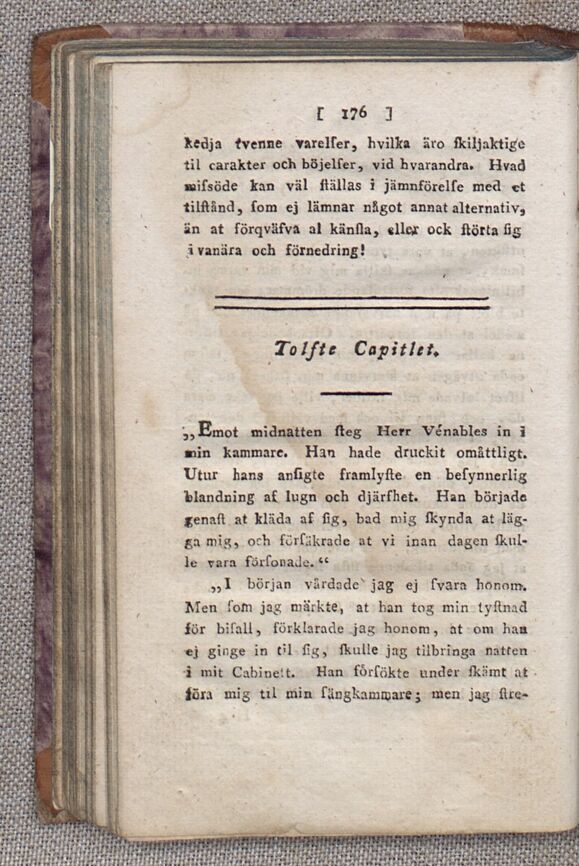 [ 176 ]
kedja tvenne varelſer, hvilka äro ſkiljaktige
til carakter och böjelſer, vid hvarandra. Hvad
miſsöde kan väl ſtällas i jämnförelſe med et
tilſtånd, ſom ej lämnar något annat alternativ,
än at förqväfva al känſla, eller ock ſtörta ſig
i vanära och förnedring!
Tolfte Capitlet.
„Emot midnatten ſteg Herr Vénables in i
min kammare. Han hade druckit omåttligt.
Utur hans anſigte framlyſte en beſynnerlig
blandning af lugn och djärfhet. Han började
genaſt at kläda af ſig, bad mig ſkynda at läg-
ga mig, och förſäkrade at vi inan dagen ſkul-
le vara förſonade.“
„I början vårdade jag ej ſvara honom.
Men ſom jag märkte, at han tog min tyſtnad
för bifall, förklarade jag honom, at om han
ej ginge in til ſig, ſkulle jag tilbringa natten
i mit Cabinett. Han förſökte under ſkämt at
föra mig til min ſängkammare; men jag ſtre-